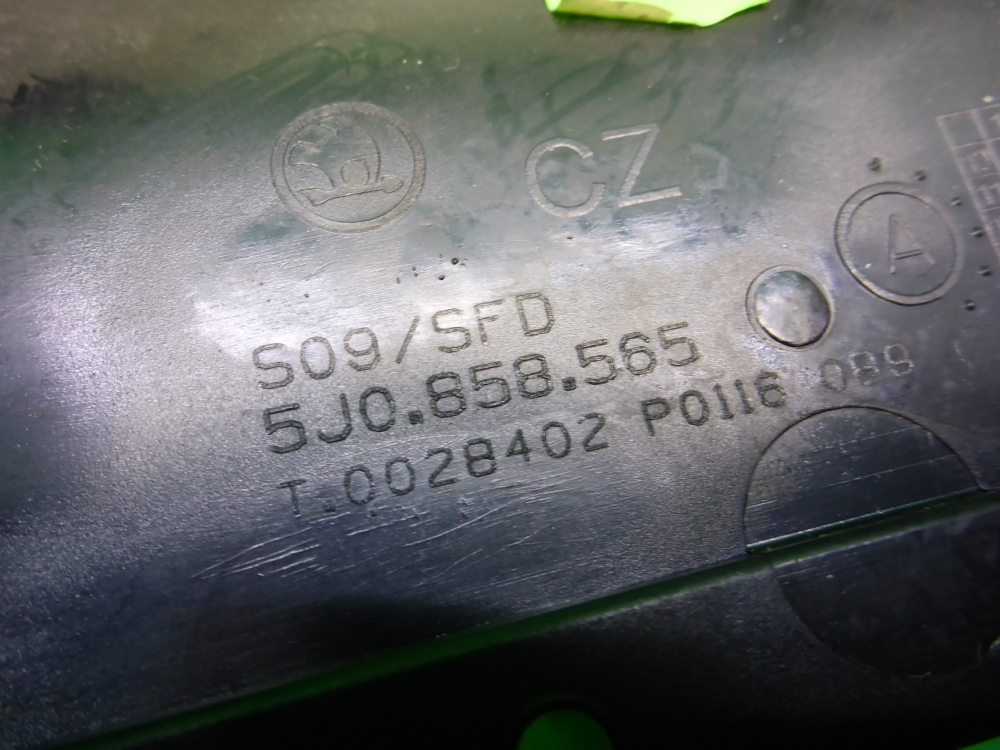 CZ
A
S09/SFD
5J0.858.565
T.0028402 P0116 089